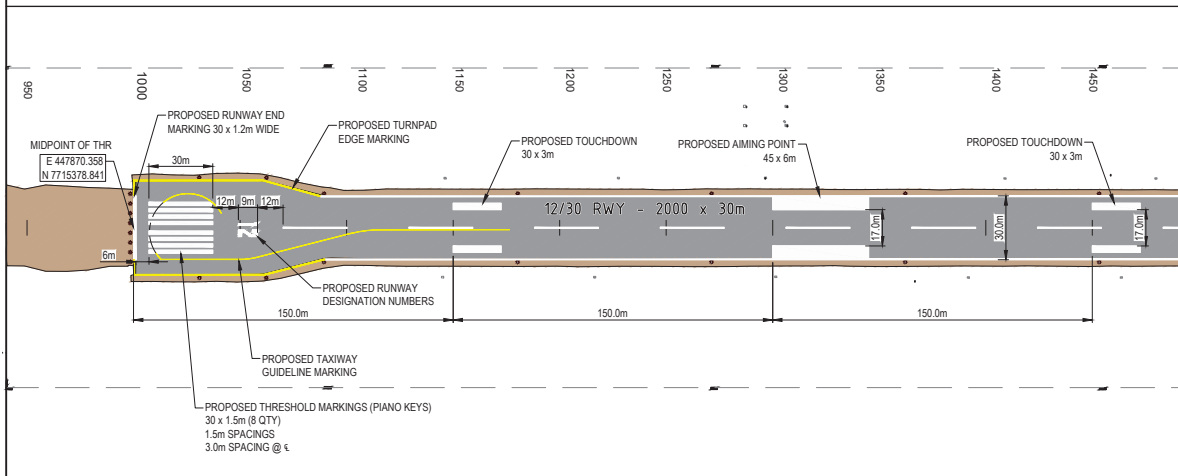 950
1000
1050
1100
1150
1200
1250
1300
1350
1400
1450
PROPOSED RUNWAY END
MARKING 30 x 1.2m WIDE
PROPOSED TURNPAD
EDGE MARKING
PROPOSED TOUCHDOWN
30 x 3m
PROPOSED AIMING POINT
45 x 6m
PROPOSED TOUCHDOWN
30 x 3m
MIDPOINT OF THR
E 447870.358
N 7715378.841
30m
12m
9m
12m
12
12/30 RWY - 2000 x 30m
17.0m
30.0m
17.0m
6m
PROPOSED RUNWAY
DESIGNATION NUMBERS
150.0m
150.0m
150.0m
PROPOSED TAXIWAY
GUIDELINE MARKING
PROPOSED THRESHOLD MARKINGS (PIANO KEYS)
30 x 1.5m (8 QTY)
1.5m SPACINGS
3.0m SPACING @ ℄